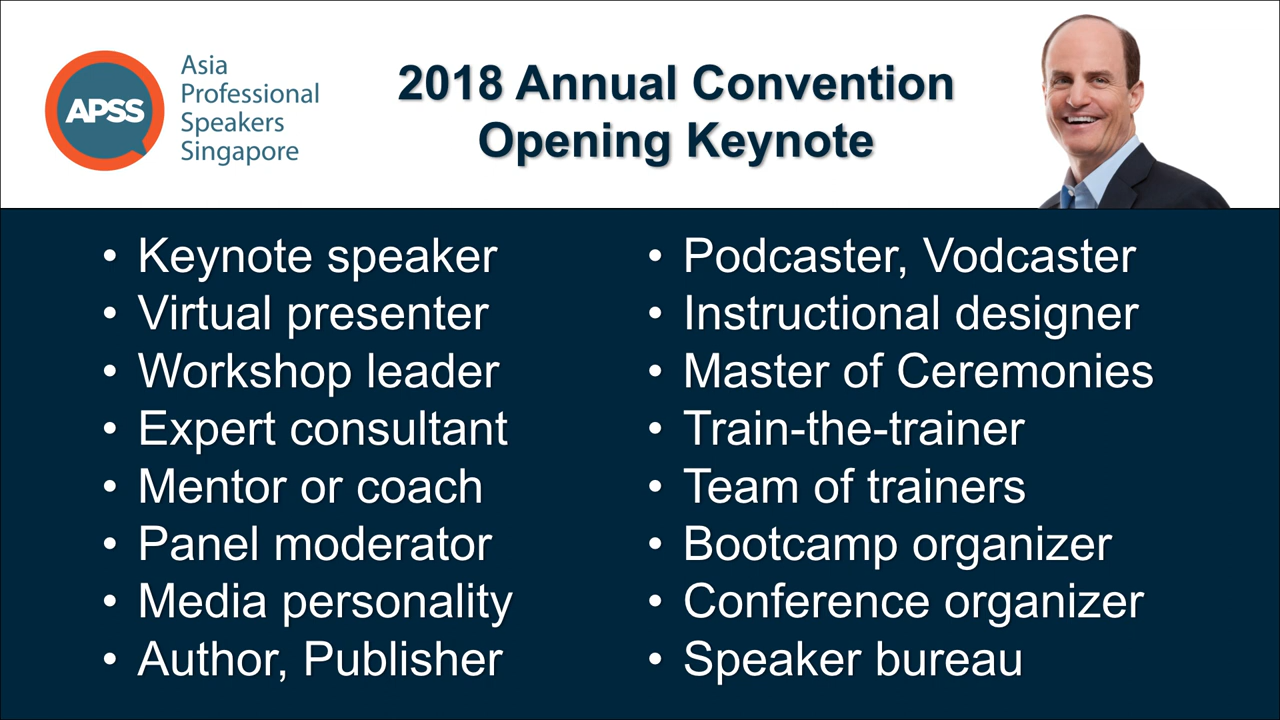 APSS
Asia
Professional
Speakers
Singapore
2018 Annual Convention
Opening Keynote
• Keynote speaker
• Virtual presenter
• Workshop leader
• Expert consultant
• Mentor or coach
• Panel moderator
• Media personality
• Author, Publisher
• Podcaster, Vodcaster
• Instructional designer
• Master of Ceremonies
• Train-the-trainer
• Team of trainers
• Bootcamp organizer
• Conference organizer
• Speaker bureau